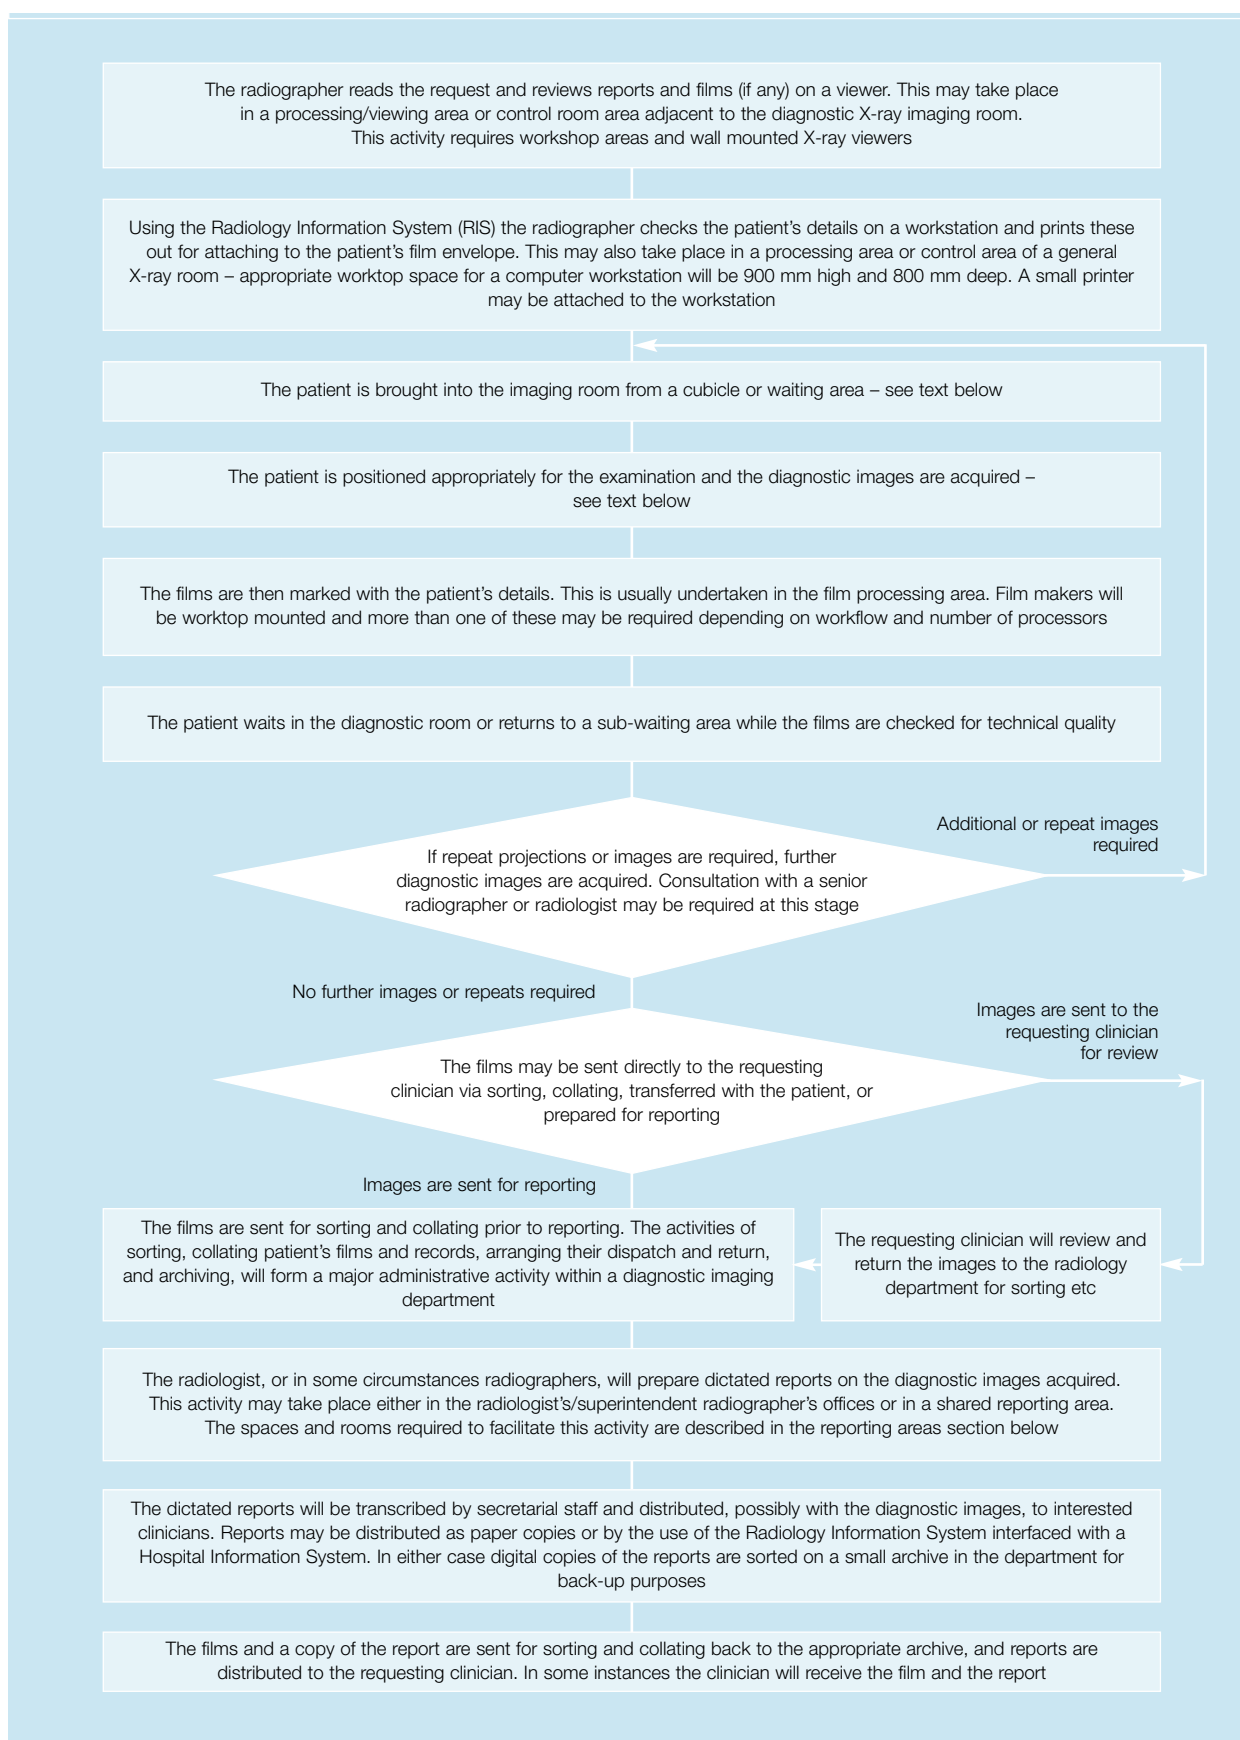 The radiographer reads the request and reviews reports and films (if any) on a viewer. This may take place
in a processing/viewing area or control room area adjacent to the diagnostic X-ray imaging room.
This activity requires workshop areas and wall mounted X-ray viewers
Using the Radiology Information System (RIS) the radiographer checks the patient’s details on a workstation and prints these
out for attaching to the patient’s film envelope. This may also take place in a processing area or control area of a general
X-ray room – appropriate worktop space for a computer workstation will be 900 mm high and 800 mm deep. A small printer
may be attached to the workstation
The patient is brought into the imaging room from a cubicle or waiting area – see text below
The patient is positioned appropriately for the examination and the diagnostic images are acquired –
see text below
The films are then marked with the patient’s details. This is usually undertaken in the film processing area. Film makers will
be worktop mounted and more than one of these may be required depending on workflow and number of processors
The patient waits in the diagnostic room or returns to a sub-waiting area while the films are checked for technical quality
Additional or repeat images
required
If repeat projections or images are required, further
diagnostic images are acquired. Consultation with a senior
radiographer or radiologist may be required at this stage
No further images or repeats required
Images are sent to the
requesting clinician
for review
The films may be sent directly to the requesting
clinician via sorting, collating, transferred with the patient, or
prepared for reporting
Images are sent for reporting
The films are sent for sorting and collating prior to reporting. The activities of
sorting, collating patient’s films and records, arranging their dispatch and return,
and archiving, will form a major administrative activity within a diagnostic imaging
department
The requesting clinician will review and
return the images to the radiology
department for sorting etc
The radiologist, or in some circumstances radiographers, will prepare dictated reports on the diagnostic images acquired.
This activity may take place either in the radiologist’s/superintendent radiographer’s offices or in a shared reporting area.
The spaces and rooms required to facilitate this activity are described in the reporting areas section below
The dictated reports will be transcribed by secretarial staff and distributed, possibly with the diagnostic images, to interested
clinicians. Reports may be distributed as paper copies or by the use of the Radiology Information System interfaced with a
Hospital Information System. In either case digital copies of the reports are sorted on a small archive in the department for
back-up purposes
The films and a copy of the report are sent for sorting and collating back to the appropriate archive, and reports are
distributed to the requesting clinician. In some instances the clinician will receive the film and the report